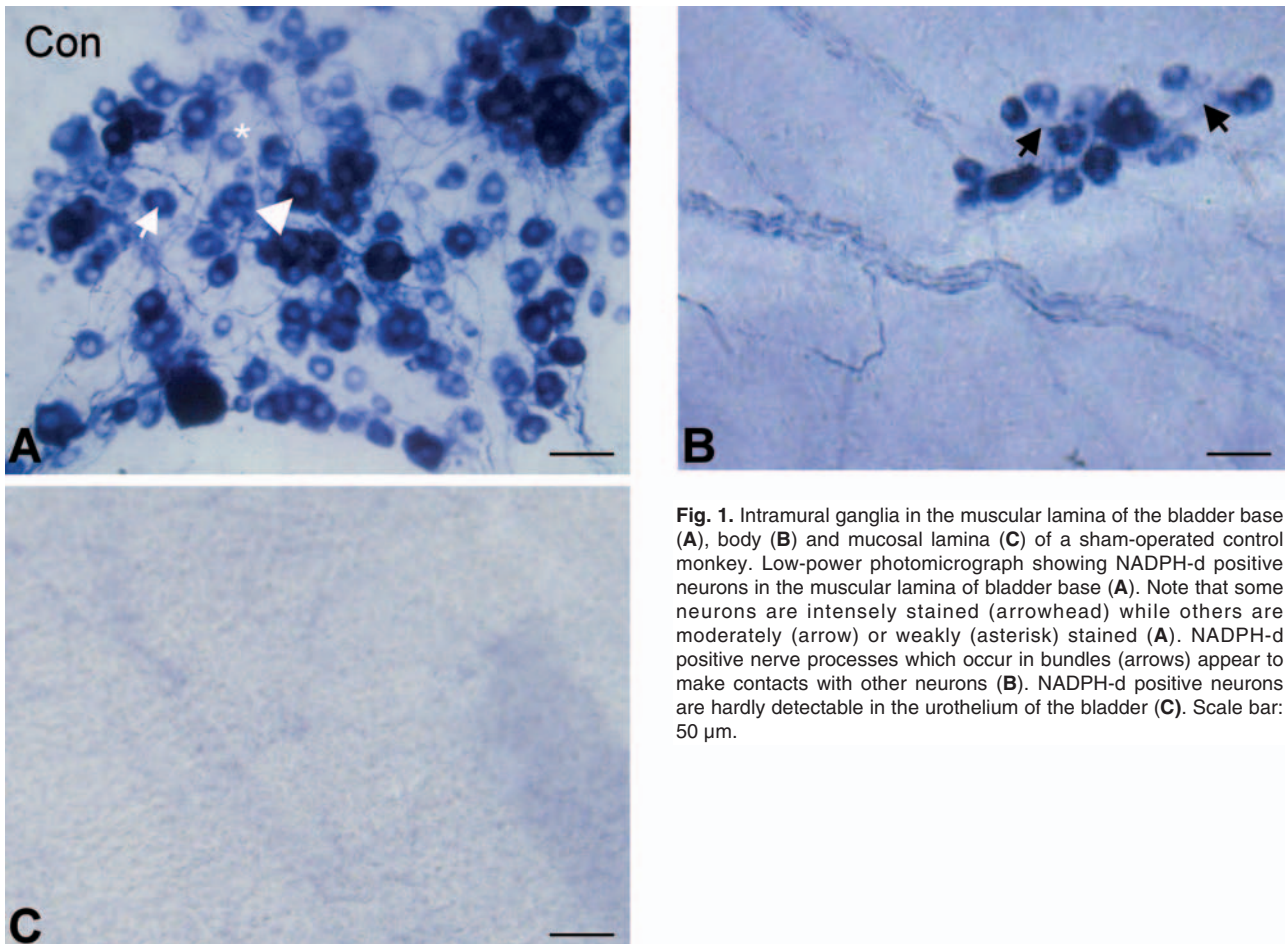 Con
*
A
B
C
Fig. 1. Intramural ganglia in the muscular lamina of the bladder base
(A), body (B) and mucosal lamina (C) of a sham-operated control
monkey. Low-power photomicrograph showing NADPH-d positive
neurons in the muscular lamina of bladder base (A). Note that some
neurons are intensely stained (arrowhead) while others are
moderately (arrow) or weakly (asterisk) stained (A). NADPH-d
positive nerve processes which occur in bundles (arrows) appear to
make contacts with other neurons (B). NADPH-d positive neurons
are hardly detectable in the urothelium of the bladder (C). Scale bar:
50 µm.